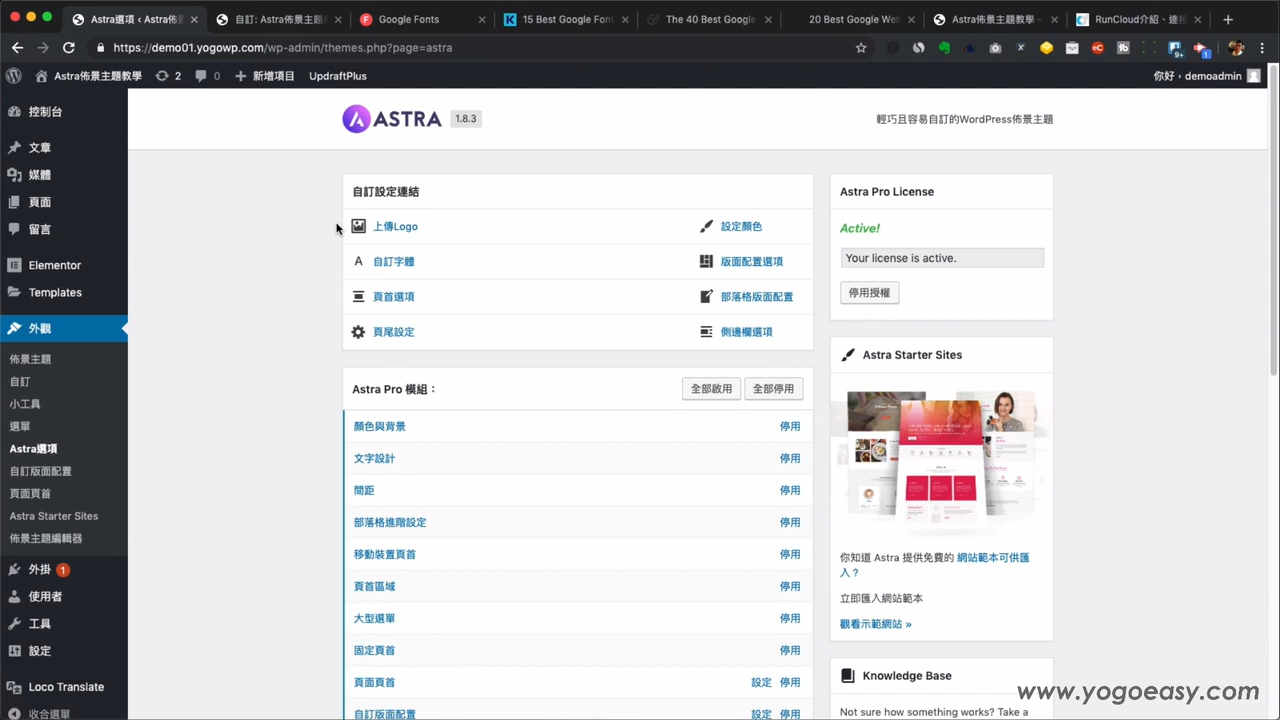 Astra選項 ‹ Astra佈景
自訂: Astra佈景主題
Google Fonts
15 Best Google Fon
The 40 Best Google
20 Best Google We
Astra佈景主題教學 –
RunCloud介紹、連接
https://demo01.yogowp.com/wp-admin/themes.php?page=astra
Astra佈景主題教學
2
0
新增項目
UpdraftPlus
你好，demoadmin
控制台
文章
媒體
頁面
留言
Elementor
Templates
外觀
佈景主題
自訂
小工具
選單
Astra選項
自訂版面配置
頁面頁首
Astra Starter Sites
佈景主題編輯器
外掛 1
使用者
工具
設定
Loco Translate
收合選單
ASTRA 1.8.3
輕巧且容易自訂的WordPress佈景主題
自訂設定連結
上傳Logo
設定顏色
自訂字體
版面配置選項
頁首選項
部落格版面配置
頁尾設定
側邊欄選項
Astra Pro 模組：
全部啟用
全部停用
顏色與背景 停用
文字設計 停用
間距 停用
部落格進階設定 停用
移動裝置頁首 停用
頁首區域 停用
大型選單 停用
固定頁首 停用
頁面頁首 設定 停用
自訂版面配置 設定 停用
Astra Pro License
Active!
Your license is active.
停用授權
Astra Starter Sites
你知道 Astra 提供免費的 網站範本可供匯
入？
立即匯入網站範本
觀看示範網站 »
Knowledge Base
Not sure how something works? Take a
www.yogoeasy.com